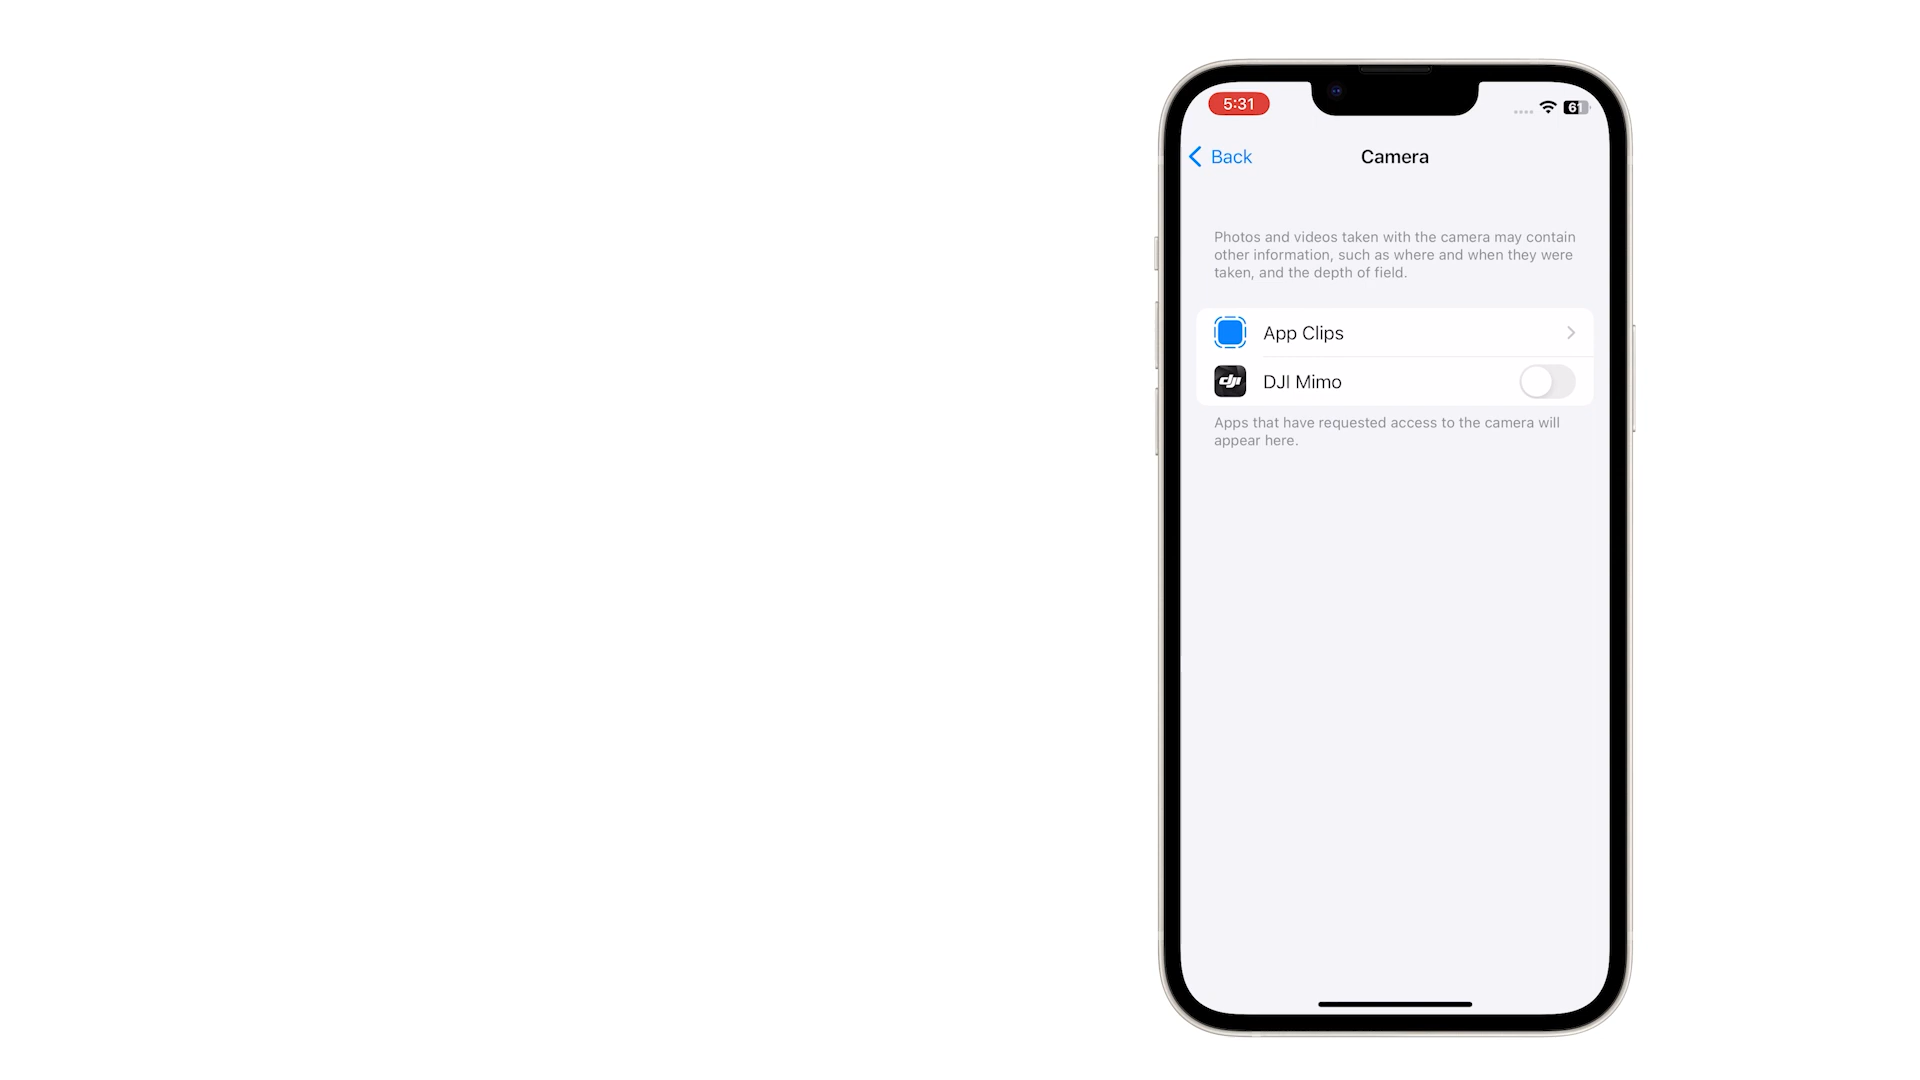 5:31
61
Back
Camera
Photos and videos taken with the camera may contain
other information, such as where and when they were
taken, and the depth of field.
App Clips
dji
DJI Mimo
Apps that have requested access to the camera will
appear here.